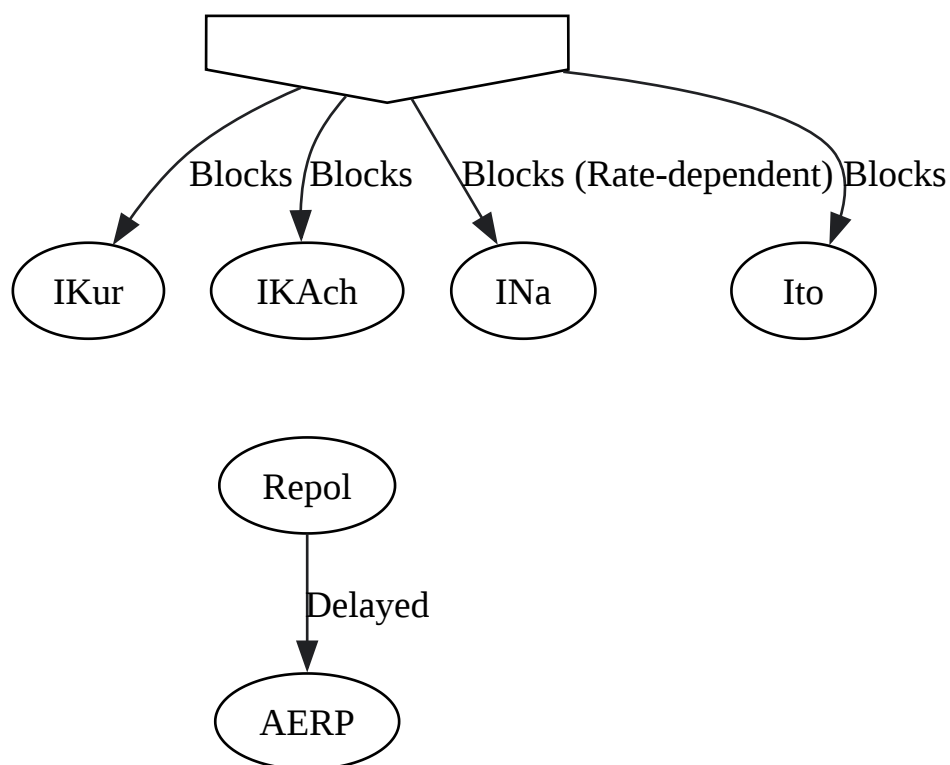 Blocks
Blocks
Blocks (Rate-dependent)
Blocks
IKur
IKAch
INa
Ito
Repol
Delayed
AERP